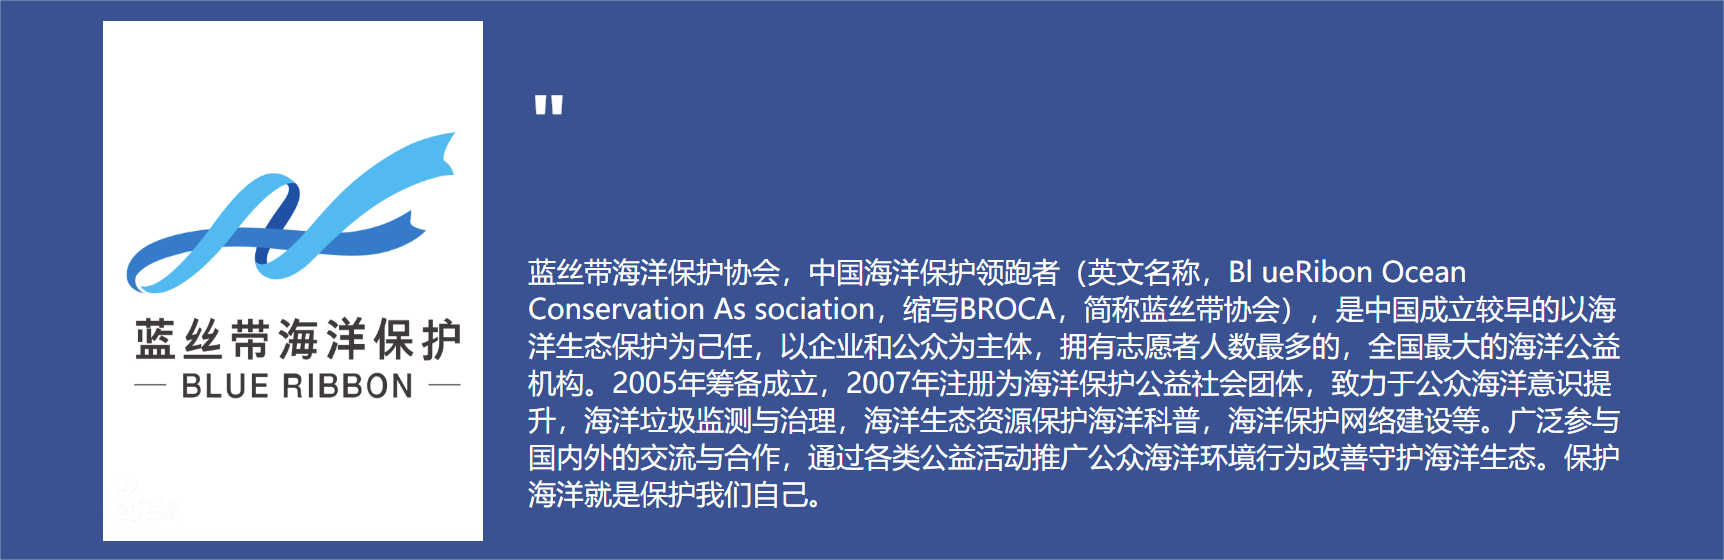 蓝丝带海洋保护
BLUE RIBBON
"
蓝丝带海洋保护协会，中国海洋保护领跑者（英文名称，Bl ueRibon Ocean
Conservation As sociation，缩写BROCA，简称蓝丝带协会），是中国成立较早的以海
洋生态保护为己任，以企业和公众为主体，拥有志愿者人数最多的，全国最大的海洋公益
机构。2005年筹备成立，2007年注册为海洋保护公益社会团体，致力于公众海洋意识提
升，海洋垃圾监测与治理，海洋生态资源保护海洋科普，海洋保护网络建设等。广泛参与
国内外的交流与合作，通过各类公益活动推广公众海洋环境行为改善守护海洋生态。保护
海洋就是保护我们自己。